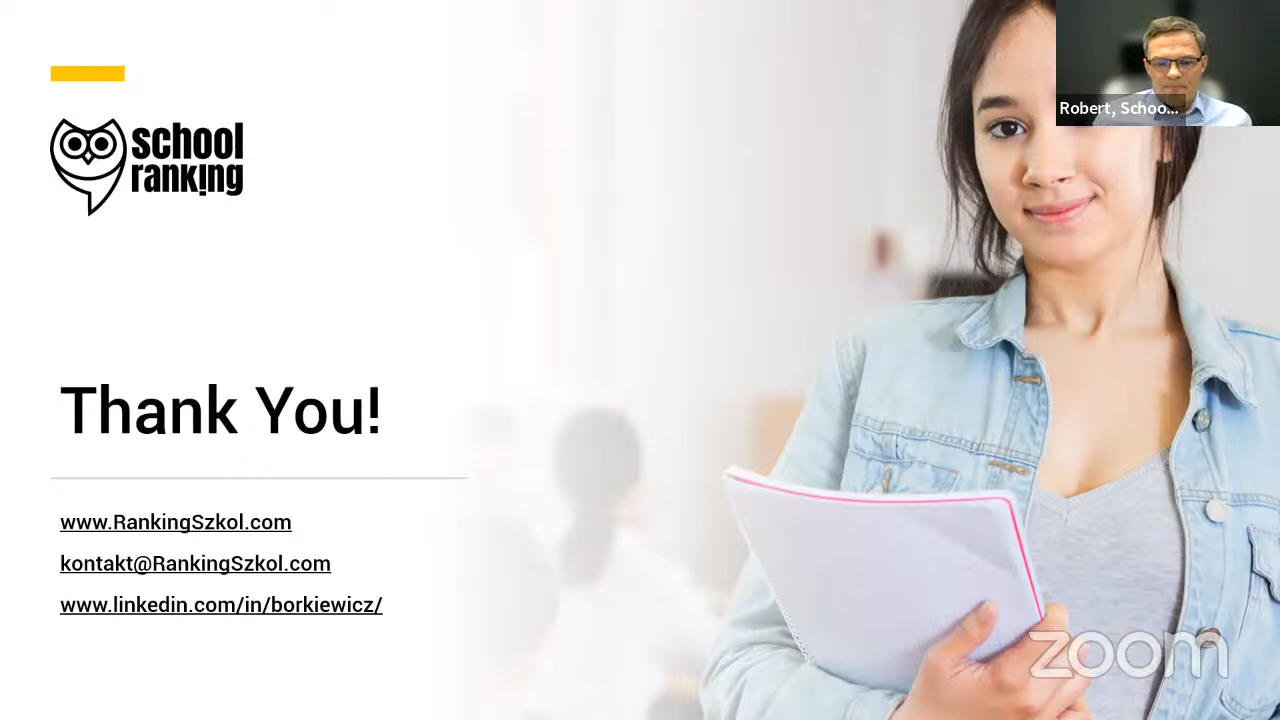 Robert, Schoo...
school
ranking
Thank You!
www.RankingSzkol.com
kontakt@RankingSzkol.com
www.linkedin.com/in/borkiewicz/
zoom